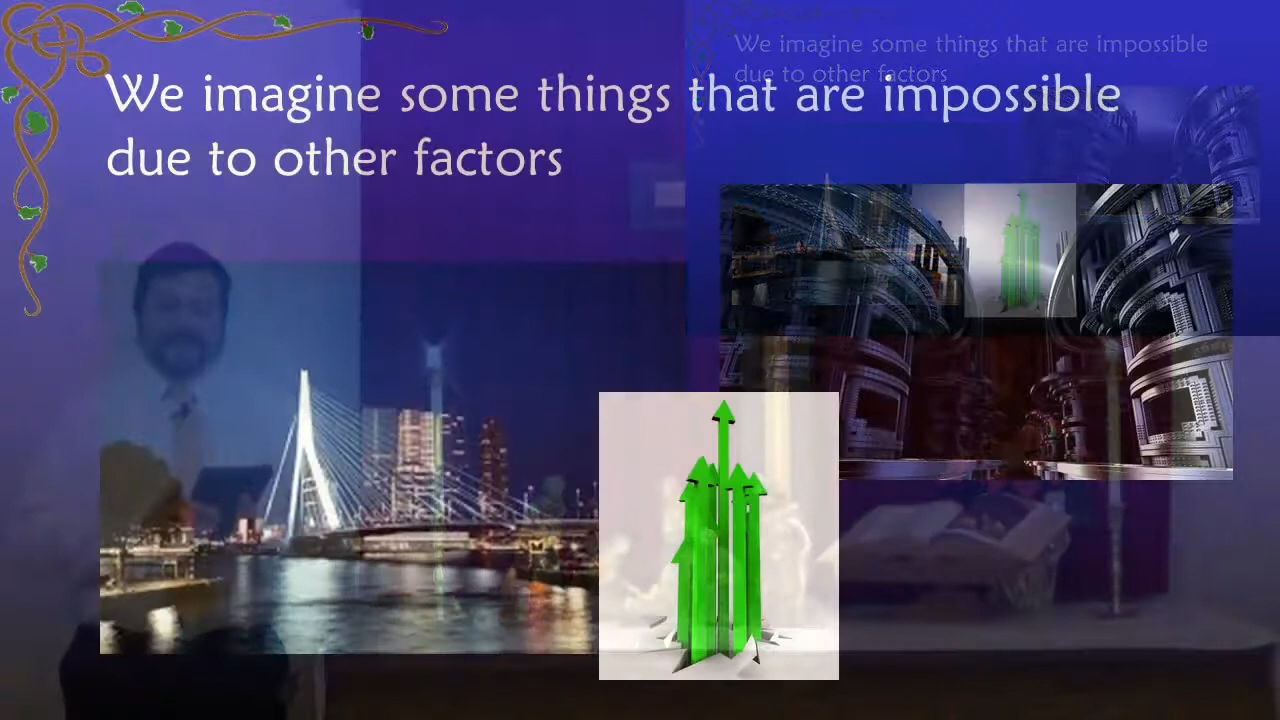 We imagine some things that are impossible
due to other factors
We imagine some things that are impossible
due to other factors